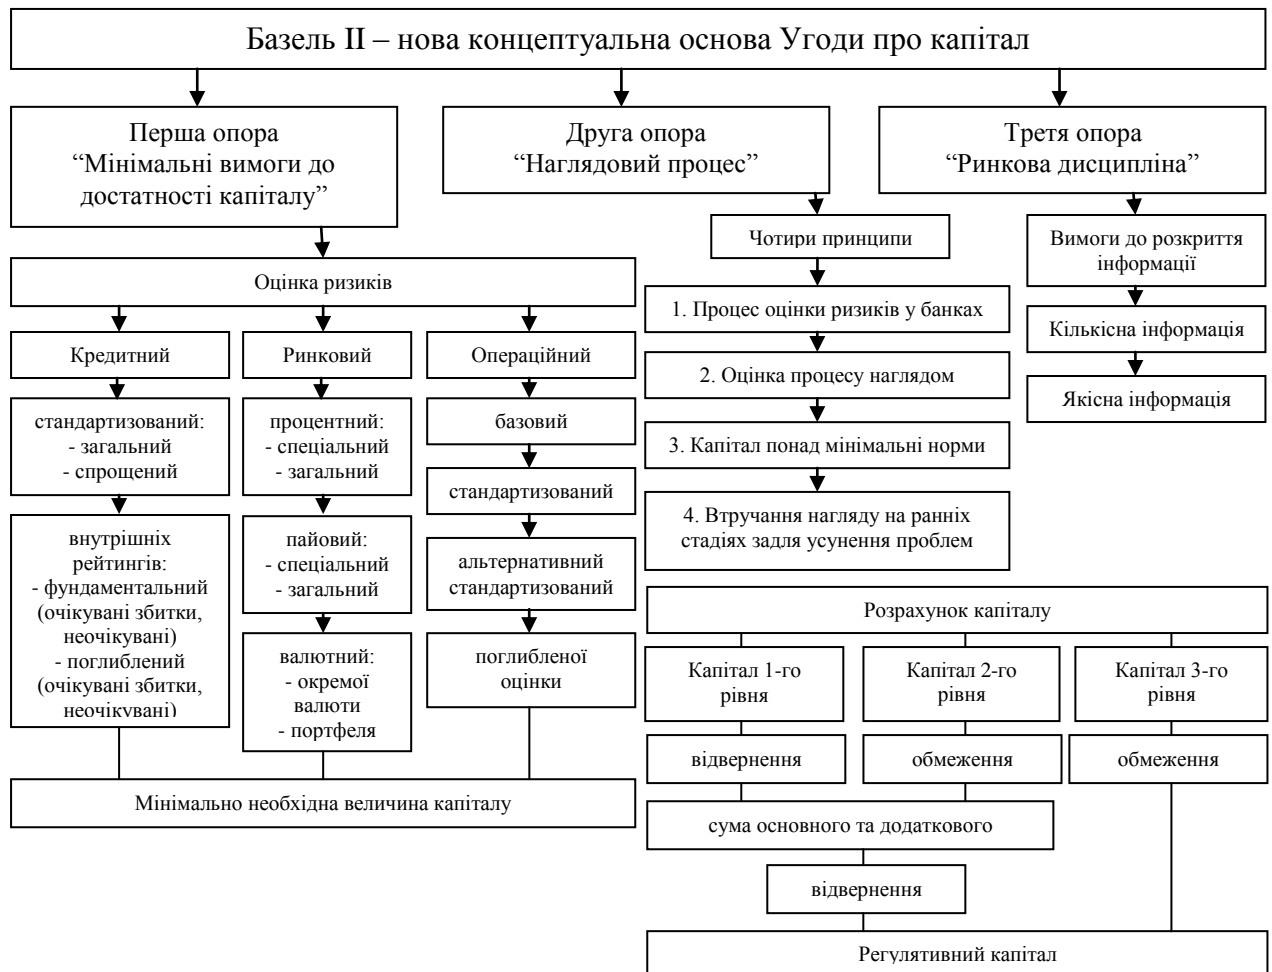 Базель II – нова концептуальна основа Угоди про капітал
Перша опора
“Мінімальні вимоги до
достатності капіталу”
Друга опора
“Наглядовий процес”
Третя опора
“Ринкова дисципліна”
Чотири принципи
Вимоги до розкриття
інформації
Оцінка ризиків
1. Процес оцінки ризиків у банках
Кількісна інформація
Кредитний
Ринковий
Операційний
2. Оцінка процесу наглядом
Якісна інформація
стандартизований:
- загальний
- спрощений
процентний:
- спеціальний
- загальний
базовий
3. Капітал понад мінімальні норми
стандартизований
4. Втручання нагляду на ранніх
стадіях задля усунення проблем
внутрішніх
рейтингів:
- фундаментальний
(очікувані збитки,
неочікувані)
- поглиблений
(очікувані збитки,
неочікувані)
пайовий:
- спеціальний
- загальний
альтернативний
стандартизований
валютний:
- окремої
валюти
- портфеля
поглибленої
оцінки
Мінімально необхідна величина капіталу
Розрахунок капіталу
Капітал 1-го
рівня
Капітал 2-го
рівня
Капітал 3-го
рівня
відвернення
обмеження
обмеження
сума основного та додаткового
відвернення
Регулятивний капітал